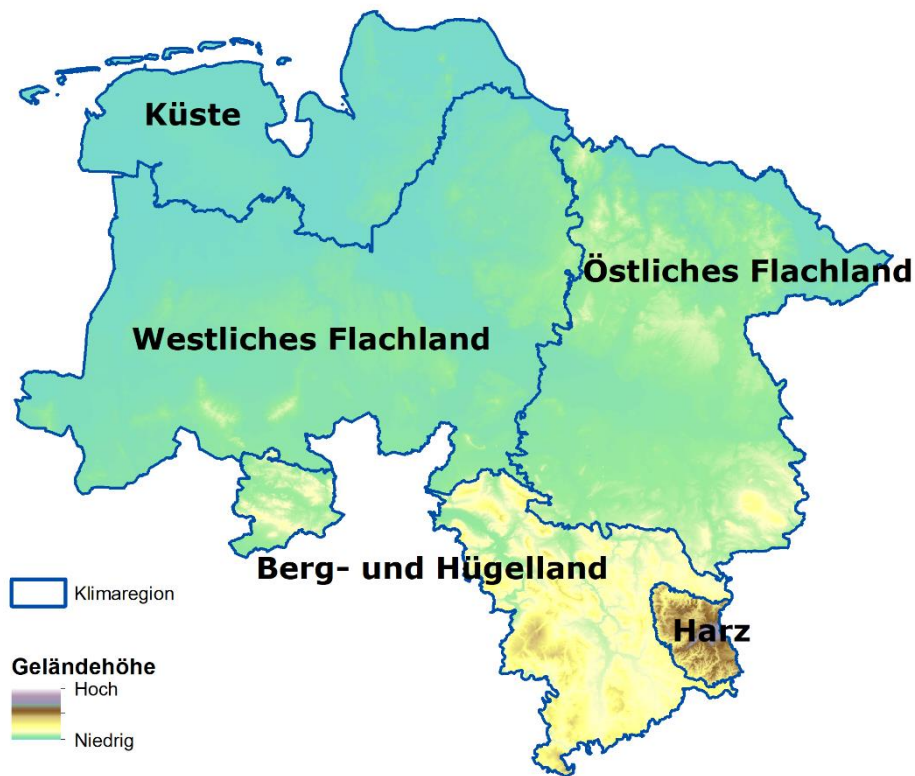 Küste
Östliches Flachland
Westliches Flachland
Berg- und Hügelland
Harz
Klimaregion
Geländehöhe
Hoch
Niedrig